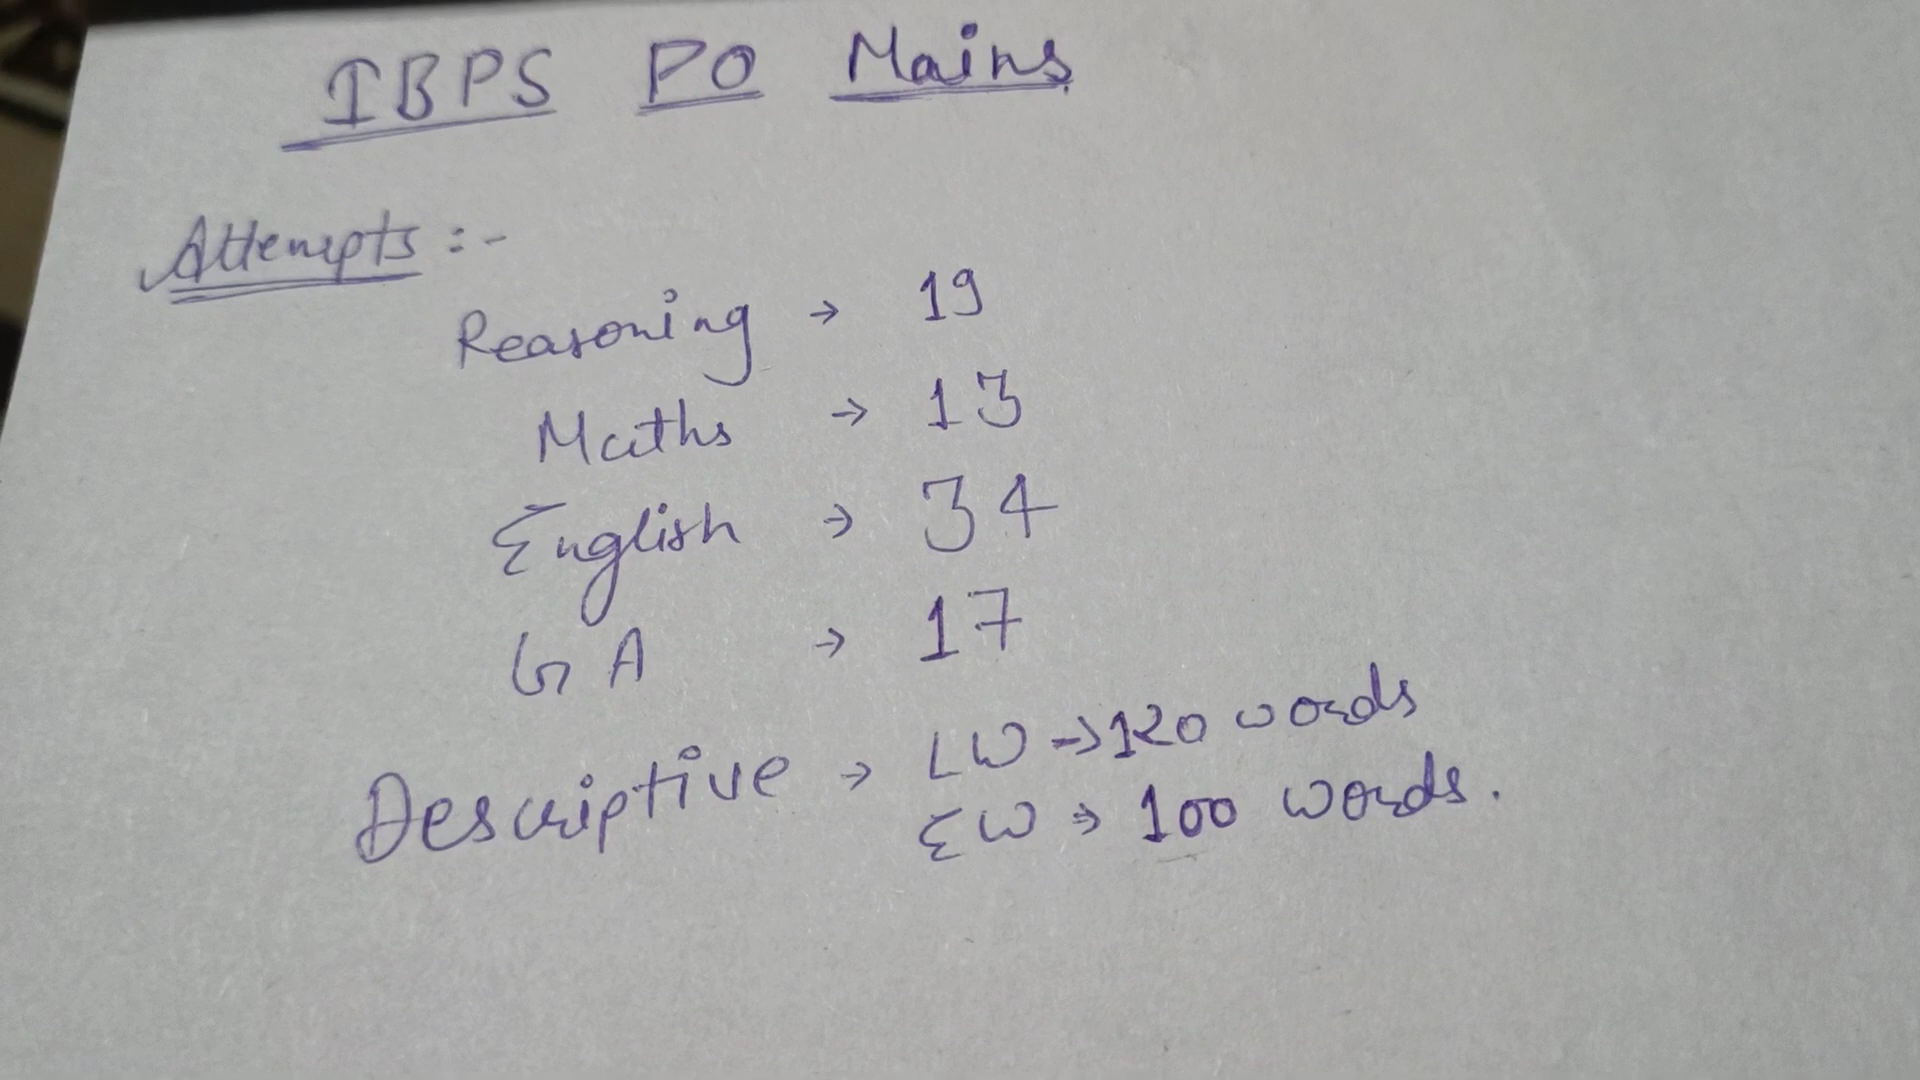 IBPS PO Mains
Attempts :-
Reasoning → 19
Maths → 13
English → 34
GA → 17
Descriptive → LW → 120 words
EW → 100 words.